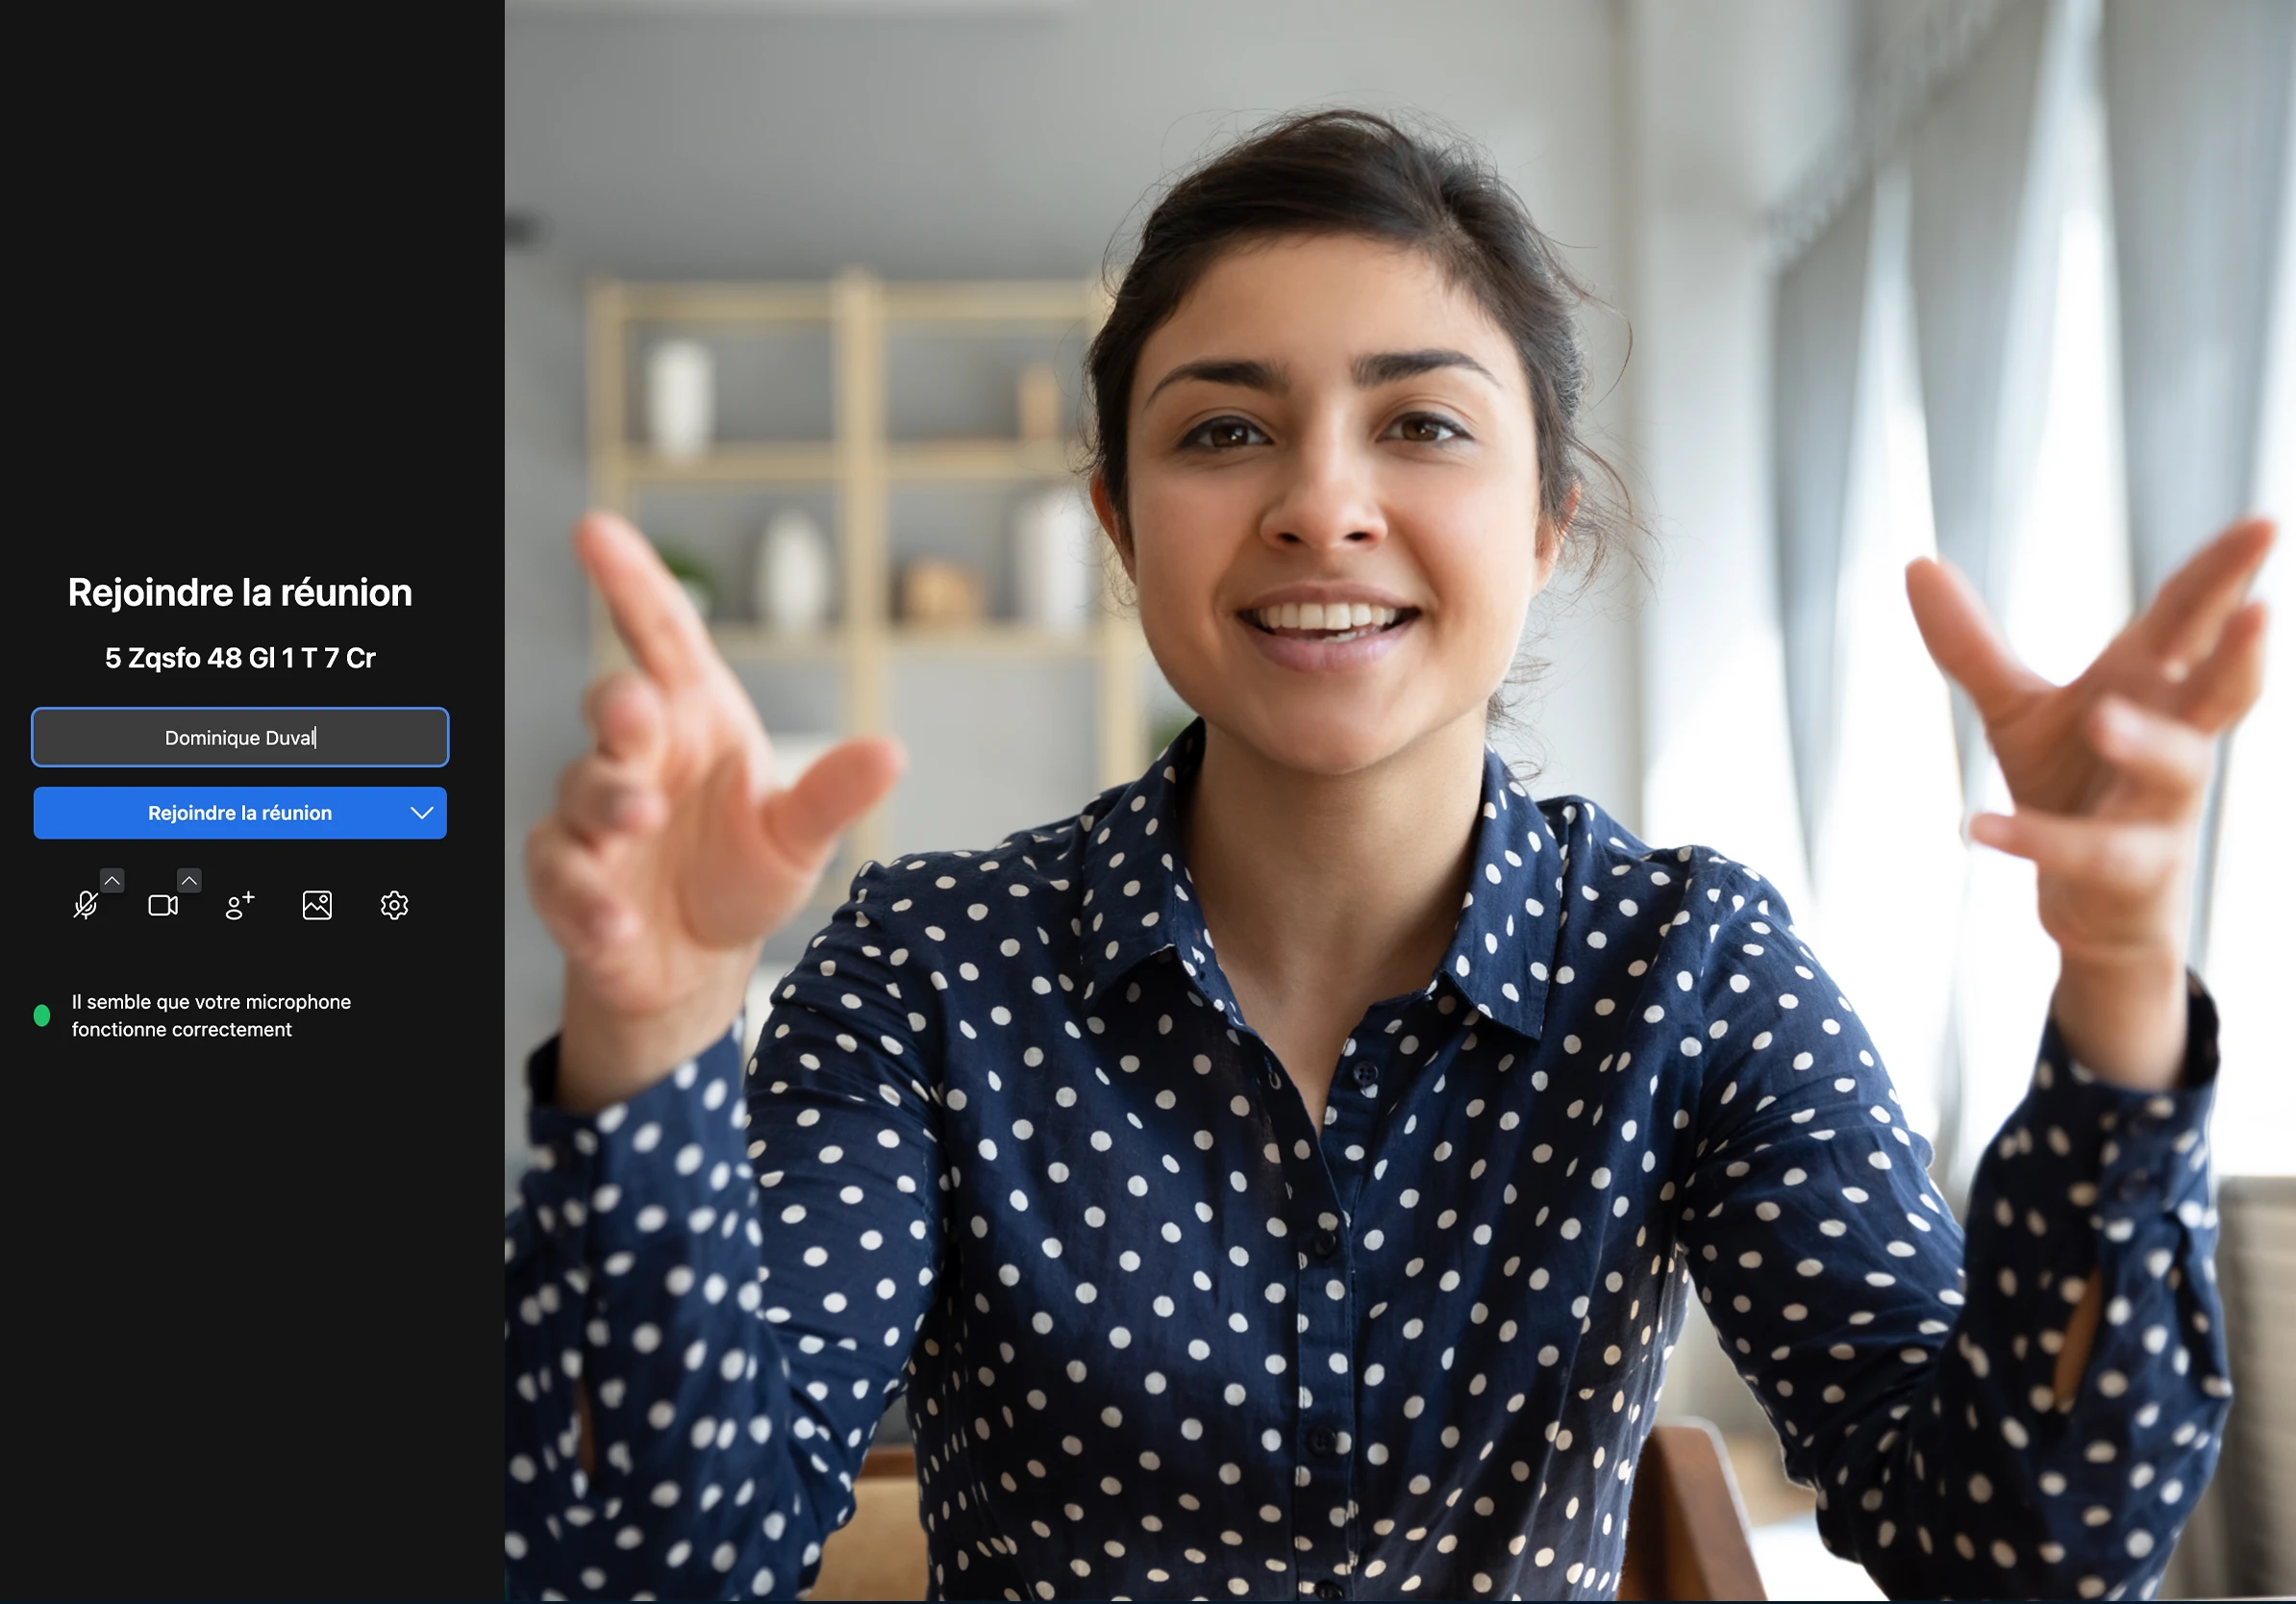 Rejoindre la réunion
5 Zqsfo 48 Gl 1 T 7 Cr
Dominique Duval
Rejoindre la réunion
Il semble que votre microphone
fonctionne correctement